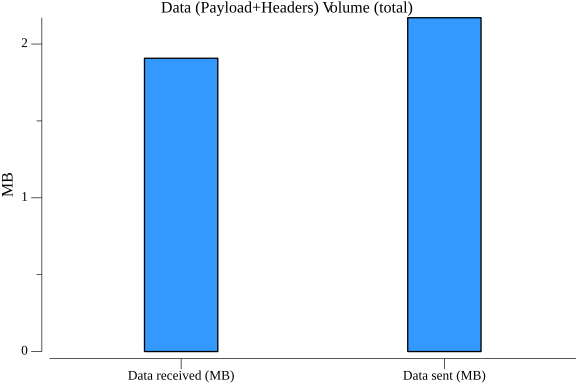 Data (Payload+Headers) Volume (total)
2
1
0
MB
Data received (MB)
Data sent (MB)